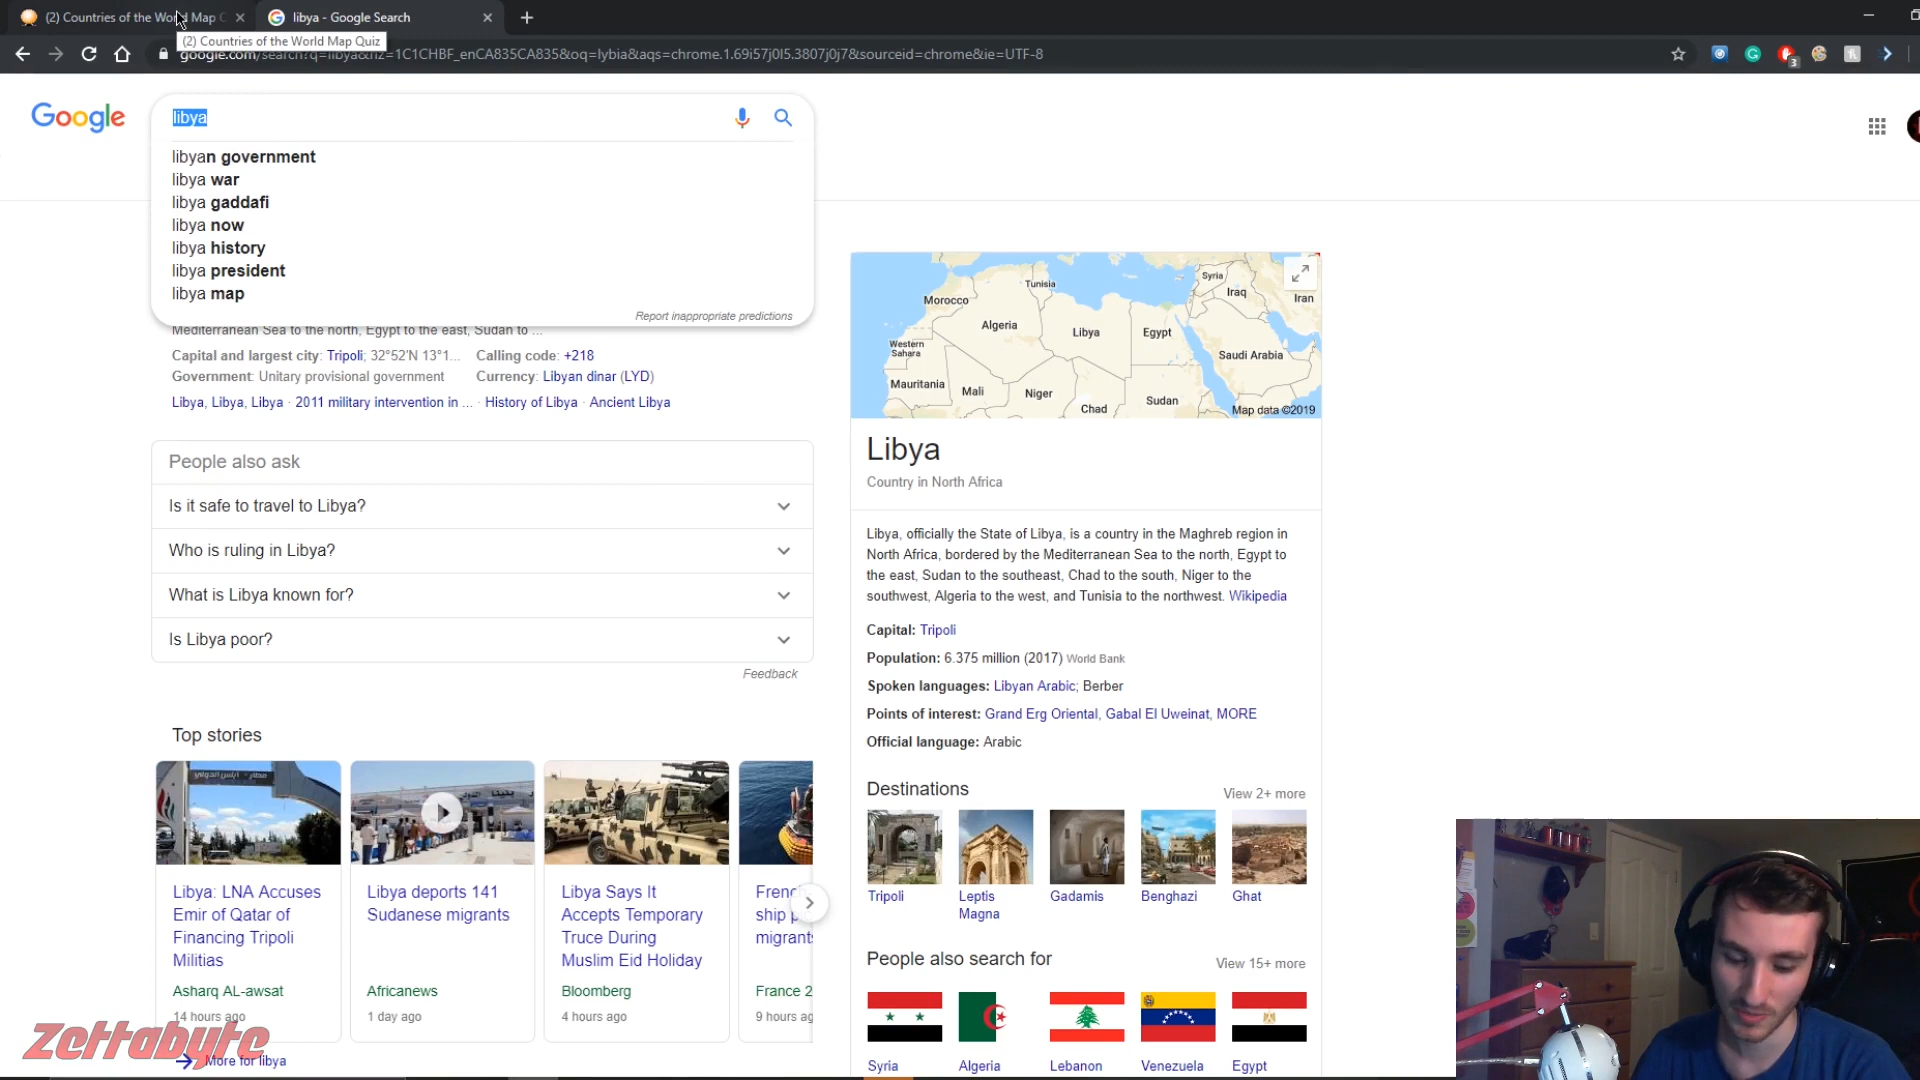 (2) Countries of the World Map
libya - Google Search
(2) Countries of the World Map Quiz
google.com/search?q=libya&rlz=1C1CHBF_enCA835CA835&oq=lybia&aqs=chrome.1.69i57j0l5.3807j0j7&sourceid=chrome&ie=UTF-8
3
Google
libya
libyan government
libya war
libya gaddafi
libya now
libya history
libya president
libya map
Report inappropriate predictions
Mediterranean Sea to the north, Egypt to the east, Sudan to ...
Capital and largest city: Tripoli; 32°52'N 13°1...
Calling code: +218
Government: Unitary provisional government
Currency: Libyan dinar (LYD)
Libya, Libya, Libya · 2011 military intervention in ... · History of Libya · Ancient Libya
People also ask
Is it safe to travel to Libya?
Who is ruling in Libya?
What is Libya known for?
Is Libya poor?
Feedback
Top stories
Libya: LNA Accuses
Emir of Qatar of
Financing Tripoli
Militias
Asharq AL-awsat
14 hours ago
Libya deports 141
Sudanese migrants
Africanews
1 day ago
Libya Says It
Accepts Temporary
Truce During
Muslim Eid Holiday
Bloomberg
4 hours ago
French
ship p
migrants
France 2
9 hours ag
More for libya
Zettabyte
Syria
Tunisia
Morocco
Iraq
Iran
Algeria
Libya
Egypt
Western
Sahara
Saudi Arabia
Mauritania
Mali
Niger
Chad
Sudan
Map data ©2019
Libya
Country in North Africa
Libya, officially the State of Libya, is a country in the Maghreb region in
North Africa, bordered by the Mediterranean Sea to the north, Egypt to
the east, Sudan to the southeast, Chad to the south, Niger to the
southwest, Algeria to the west, and Tunisia to the northwest. Wikipedia
Capital: Tripoli
Population: 6.375 million (2017) World Bank
Spoken languages: Libyan Arabic; Berber
Points of interest: Grand Erg Oriental, Gabal El Uweinat, MORE
Official language: Arabic
Destinations
View 2+ more
Tripoli
Leptis
Magna
Gadamis
Benghazi
Ghat
People also search for
View 15+ more
Syria
Algeria
Lebanon
Venezuela
Egypt